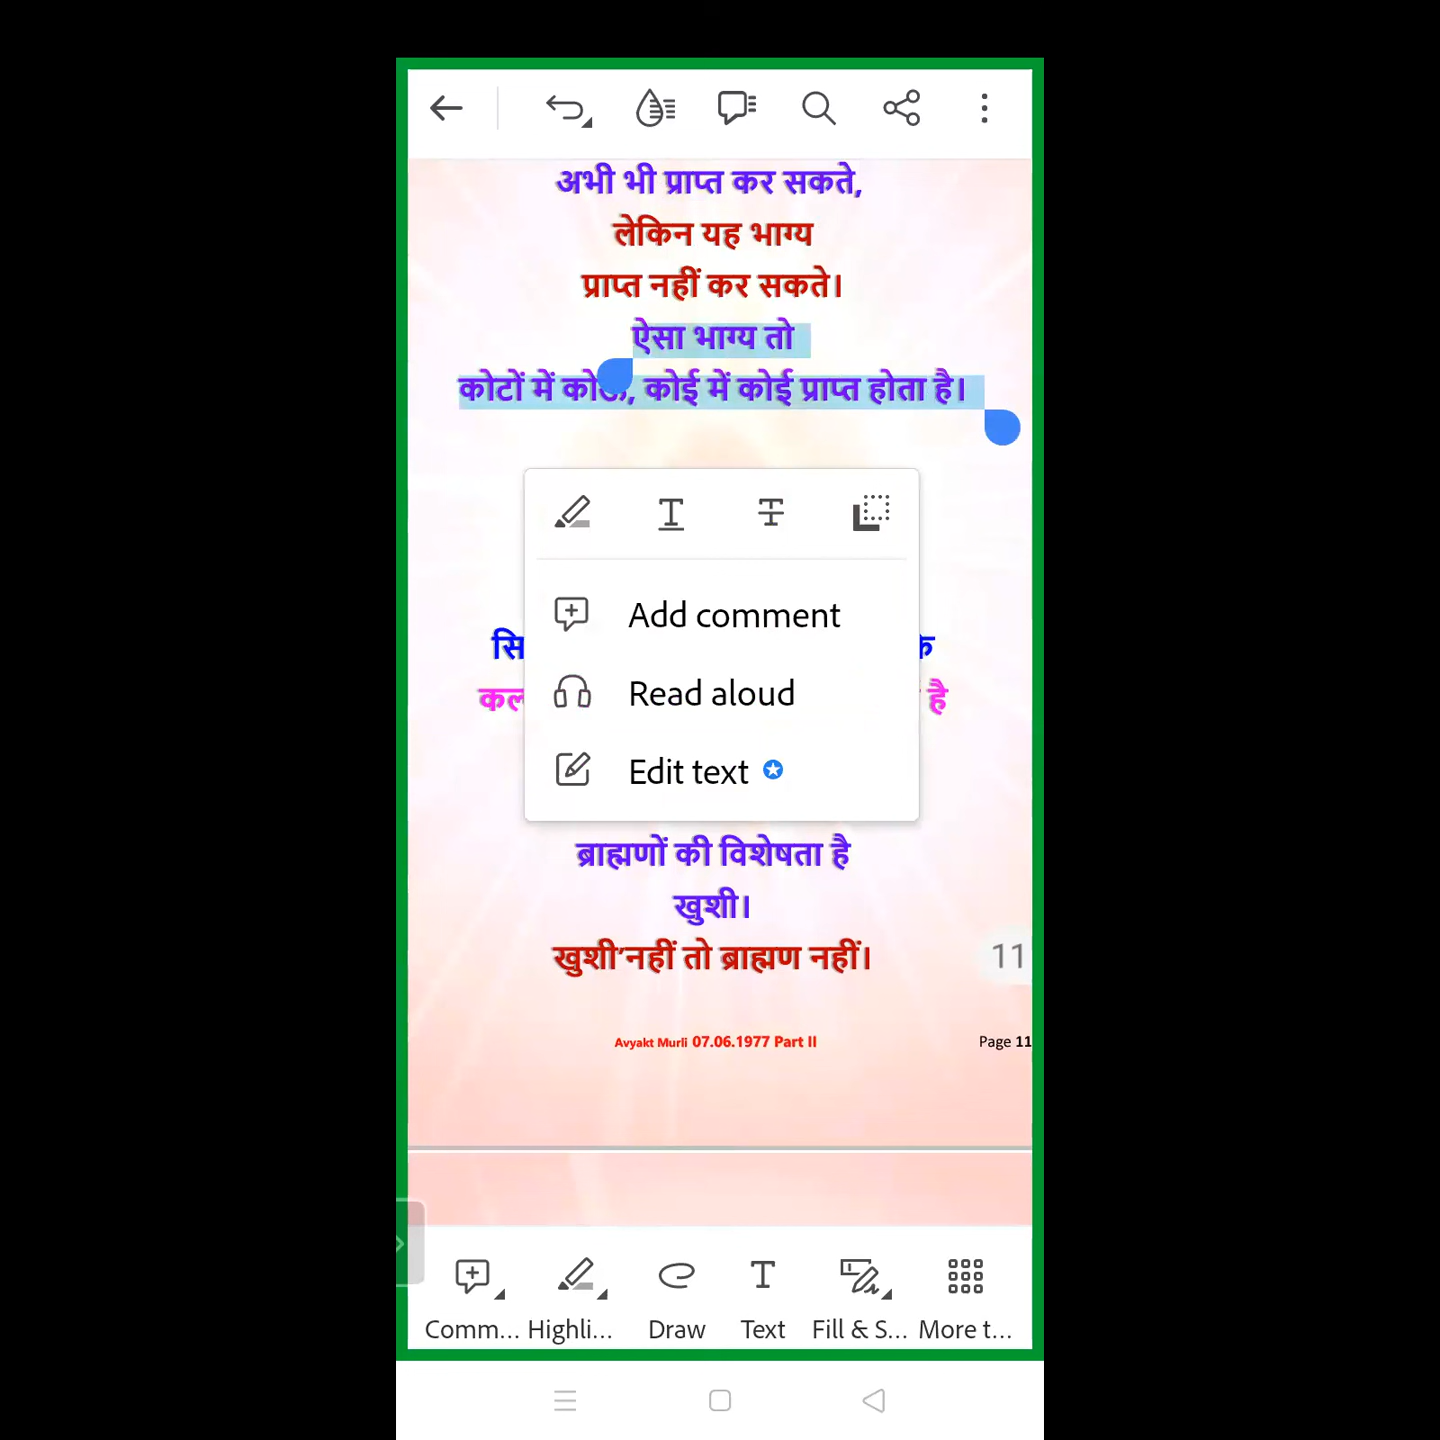 अभी भी प्राप्त कर सकते,
लेकिन यह भाग्य
प्राप्त नहीं कर सकते।
ऐसा भाग्य तो
कोटों में कोऊ, कोई में कोई प्राप्त होता है।
Add comment
Read aloud
Edit text
है
ब्राह्मणों की विशेषता है
खुशी।
खुशी’नहीं तो ब्राह्मण नहीं।
11
Avyakt Murli 07.06.1977 Part II
Page 11
Comm... Highli... Draw Text Fill & S... More t...